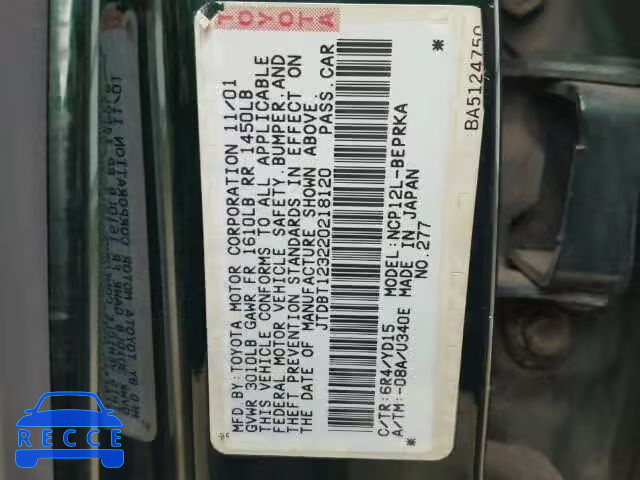 TOYOTA
MFD.BY TOYOTA MOTOR CORPORATION 11/01
GVWR 3010LB GAWR FR 1610LB RR 1450LB
THIS VEHICLE CONFORMS TO ALL APPLICABLE
FEDERAL MOTOR VEHICLE SAFETY.BUMPER.AND
THEFT PREVENTION STANDARDS IN EFFECT ON
THE DATE OF MANUFACTURE SHOWN ABOVE.
JTDBT123220218120 PASS.CAR
C/TR:6R4/YD15 MODEL:NCP12L-BEPRKA
A/TM:-08A/U340E MADE IN JAPAN
* NO.277 *
BA5124750
RECCE